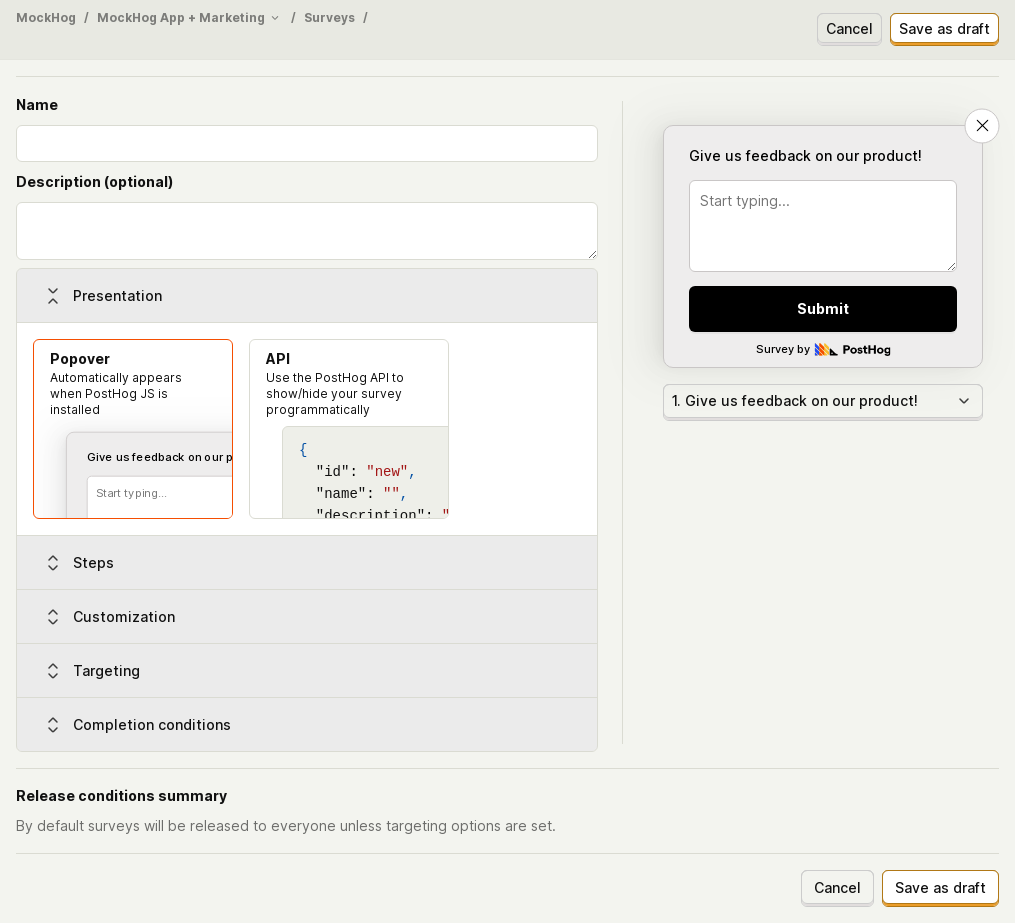 MockHog / MockHog App + Marketing / Surveys /
Cancel
Save as draft
Name
Description (optional)
Presentation
Popover
Automatically appears
when PostHog JS is
installed
Give us feedback on our p
Start typing...
API
Use the PostHog API to
show/hide your survey
programmatically
{
"id": "new",
"name": "",
"description": "
Steps
Customization
Targeting
Completion conditions
Give us feedback on our product!
Start typing...
Submit
Survey by PostHog
1. Give us feedback on our product!
Release conditions summary
By default surveys will be released to everyone unless targeting options are set.
Cancel
Save as draft